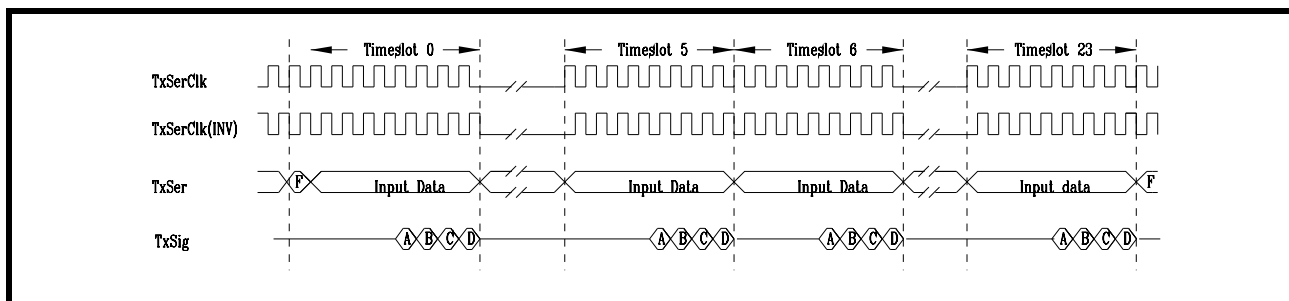 Timeslot 0 Timeslot 5 Timeslot 6 Timeslot 23
TxSerClk
TxSerClk(INV)
TxSer F Input Data Input Data Input Data Input data F
TxSig A B C D A B C D A B C D A B C D